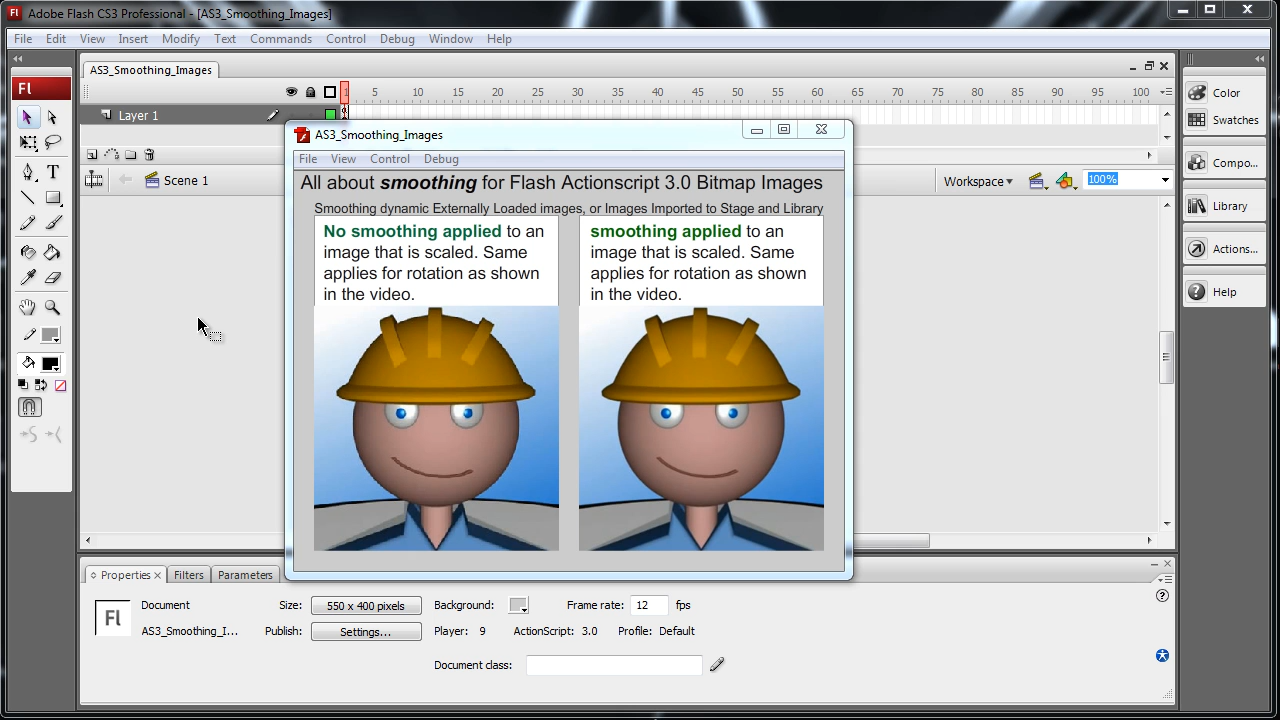 Fl Adobe Flash CS3 Professional - [AS3_Smoothing_Images]
File Edit View Insert Modify Text Commands Control Debug Window Help
AS3_Smoothing_Images
1 5 10 15 20 25 30 35 40 45 50 55 60 65 70 75 80 85 90 95 100
Layer 1
Scene 1
Workspace
100%
Fl
T
Color
Swatches
Compo...
Library
Actions...
Help
AS3_Smoothing_Images
File View Control Debug
All about smoothing for Flash Actionscript 3.0 Bitmap Images
Smoothing dynamic Externally Loaded images, or Images Imported to Stage and Library
No smoothing applied to an
image that is scaled. Same
applies for rotation as shown
in the video.
smoothing applied to an
image that is scaled. Same
applies for rotation as shown
in the video.
Properties Filters Parameters
Fl
Document
AS3_Smoothing_I...
Size: 550 x 400 pixels Background: Frame rate: 12 fps
Publish: Settings... Player: 9 ActionScript: 3.0 Profile: Default
Document class: